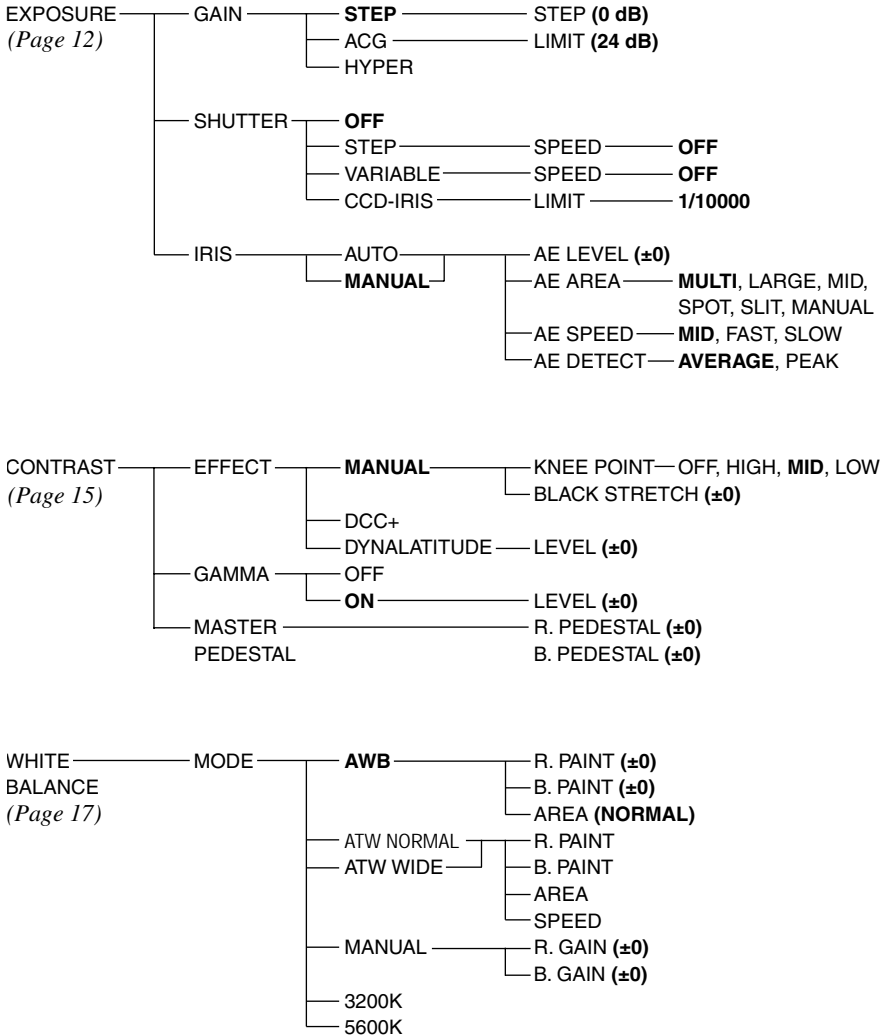 EXPOSURE GAIN STEP STEP (0 dB)
(Page 12) ACG LIMIT (24 dB)
HYPER
SHUTTER OFF
STEP SPEED OFF
VARIABLE SPEED OFF
CCD-IRIS LIMIT 1/10000
IRIS AUTO AE LEVEL (±0)
MANUAL AE AREA MULTI, LARGE, MID,
SPOT, SLIT, MANUAL
AE SPEED MID, FAST, SLOW
AE DETECT AVERAGE, PEAK
CONTRAST EFFECT MANUAL KNEE POINT OFF, HIGH, MID, LOW
(Page 15) BLACK STRETCH (±0)
DCC+
DYNALATITUDE LEVEL (±0)
GAMMA OFF
ON LEVEL (±0)
MASTER R. PEDESTAL (±0)
PEDESTAL B. PEDESTAL (±0)
WHITE MODE AWB R. PAINT (±0)
BALANCE B. PAINT (±0)
(Page 17) AREA (NORMAL)
ATW NORMAL R. PAINT
ATW WIDE B. PAINT
AREA
SPEED
MANUAL R. GAIN (±0)
B. GAIN (±0)
3200K
5600K